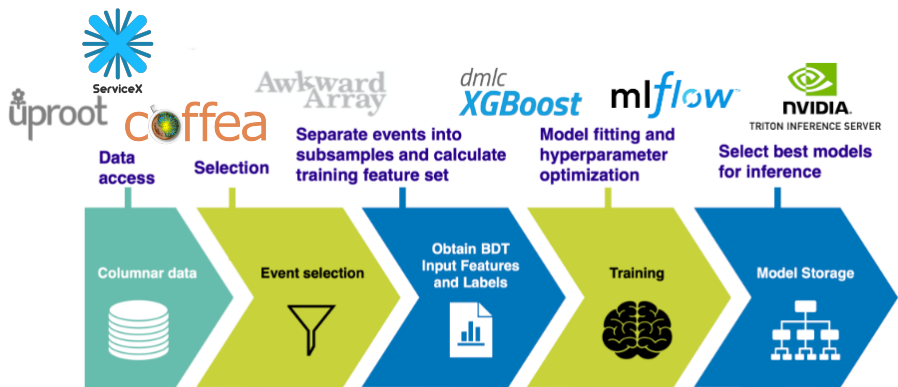 ServiceX
uproot
coffea
Awkward
Array
dmlc
XGBoost
mlflow™
NVIDIA.
TRITON INFERENCE SERVER
Data
access
Selection
Separate events into
subsamples and calculate
training feature set
Model fitting and
hyperparameter
optimization
Select best models
for inference
Columnar data
Event selection
Obtain BDT
Input Features
and Labels
Training
Model Storage